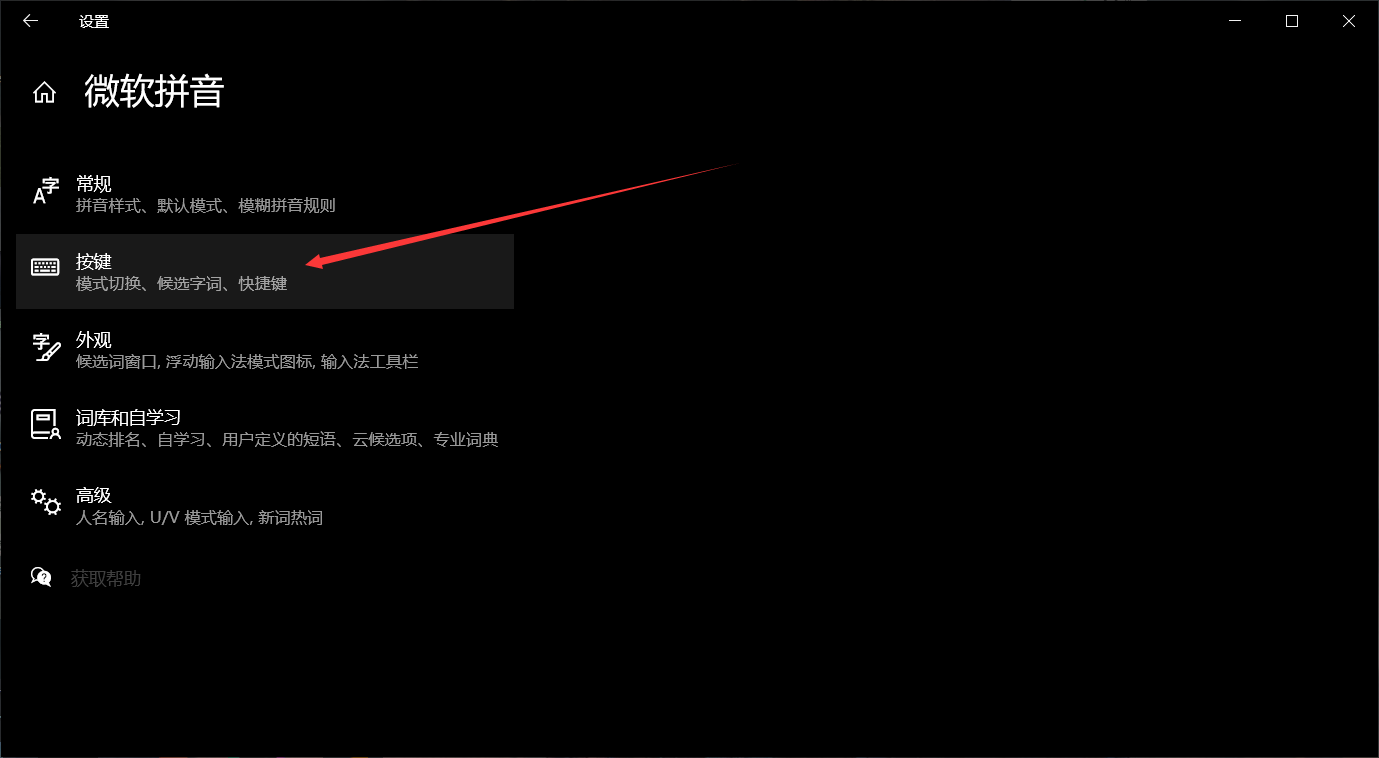 设置
微软拼音
常规
拼音样式、默认模式、模糊拼音规则
按键
模式切换、候选字词、快捷键
外观
候选词窗口, 浮动输入法模式图标, 输入法工具栏
词库和自学习
动态排名、自学习、用户定义的短语、云候选项、专业词典
高级
人名输入, U/V 模式输入, 新词热词
获取帮助